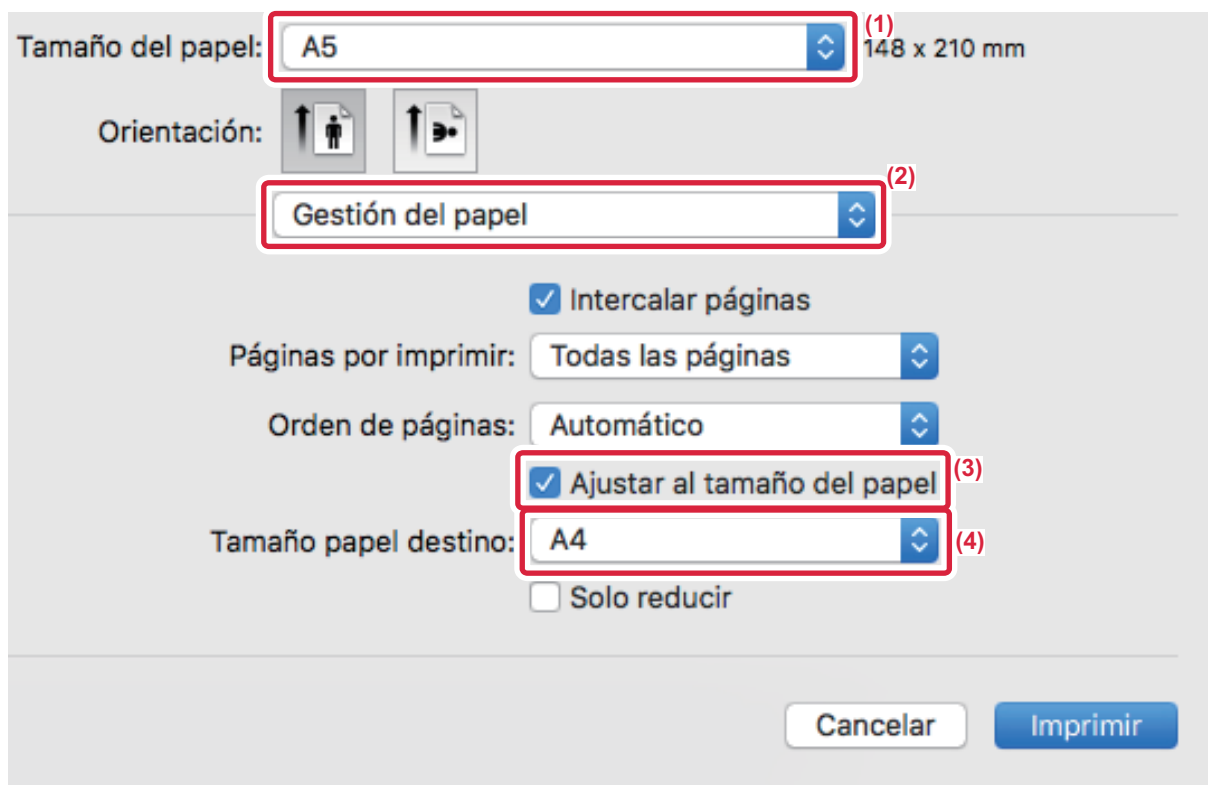 Tamaño del papel: A5 (1) 148 x 210 mm
Orientación:
(2)
Gestión del papel
Intercalar páginas
Páginas por imprimir: Todas las páginas
Orden de páginas: Automático
Ajustar al tamaño del papel (3)
Tamaño papel destino: A4 (4)
Solo reducir
Cancelar Imprimir